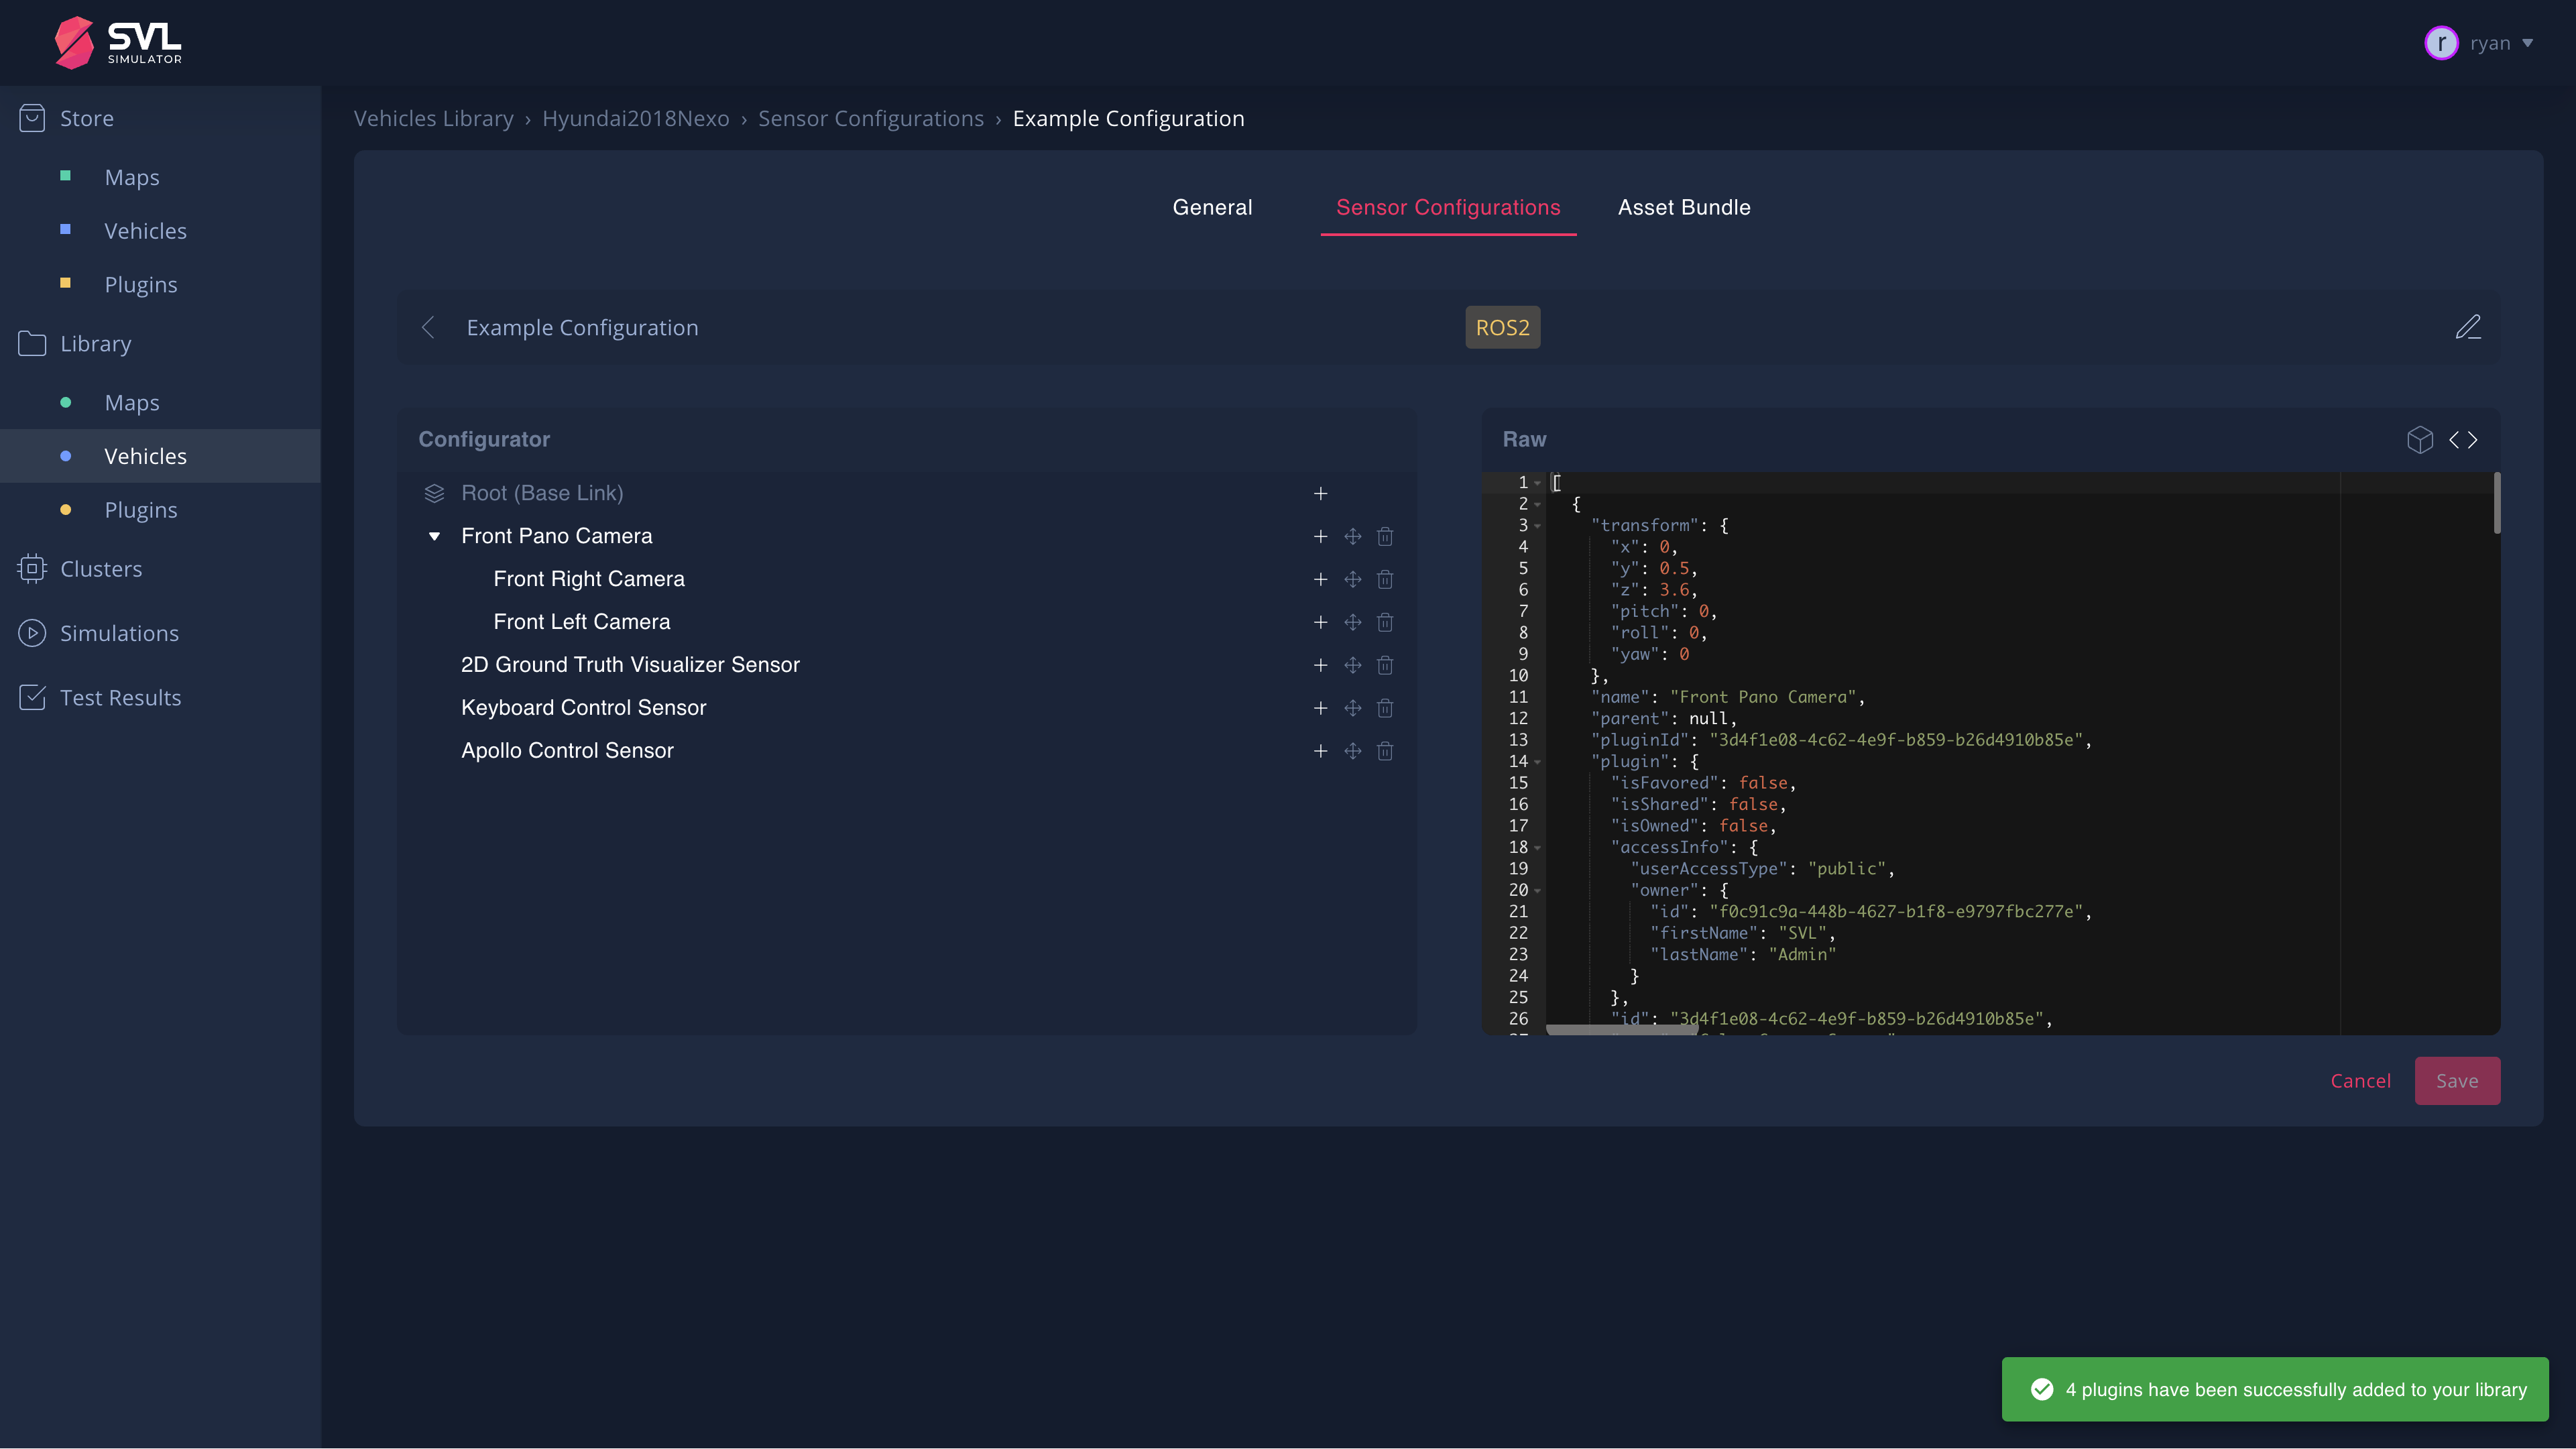 SVL
SIMULATOR
r ryan
Store
Maps
Vehicles
Plugins
Library
Maps
Vehicles
Plugins
Clusters
Simulations
Test Results
Vehicles Library › Hyundai2018Nexo › Sensor Configurations › Example Configuration
General Sensor Configurations Asset Bundle
Example Configuration ROS2
Configurator
Root (Base Link)
Front Pano Camera
Front Right Camera
Front Left Camera
2D Ground Truth Visualizer Sensor
Keyboard Control Sensor
Apollo Control Sensor
Raw
1 [
2 {
3 "transform": {
4 "x": 0,
5 "y": 0.5,
6 "z": 3.6,
7 "pitch": 0,
8 "roll": 0,
9 "yaw": 0
10 },
11 "name": "Front Pano Camera",
12 "parent": null,
13 "pluginId": "3d4f1e08-4c62-4e9f-b859-b26d4910b85e",
14 "plugin": {
15 "isFavored": false,
16 "isShared": false,
17 "isOwned": false,
18 "accessInfo": {
19 "userAccessType": "public",
20 "owner": {
21 "id": "f0c91c9a-448b-4627-b1f8-e9797fbc277e",
22 "firstName": "SVL",
23 "lastName": "Admin"
24 }
25 },
26 "id": "3d4f1e08-4c62-4e9f-b859-b26d4910b85e",
Cancel Save
4 plugins have been successfully added to your library